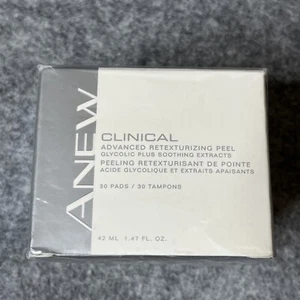 ANEW
CLINICAL
ADVANCED RETEXTURIZING PEEL
GLYCOLIC PLUS SOOTHING EXTRACTS
PEELING RETEXTURISANT DE POINTE
ACIDE GLYCOLIQUE ET EXTRAITS APAISANTS
30 PADS / 30 TAMPONS
42 ML 1.41 FL. OZ.